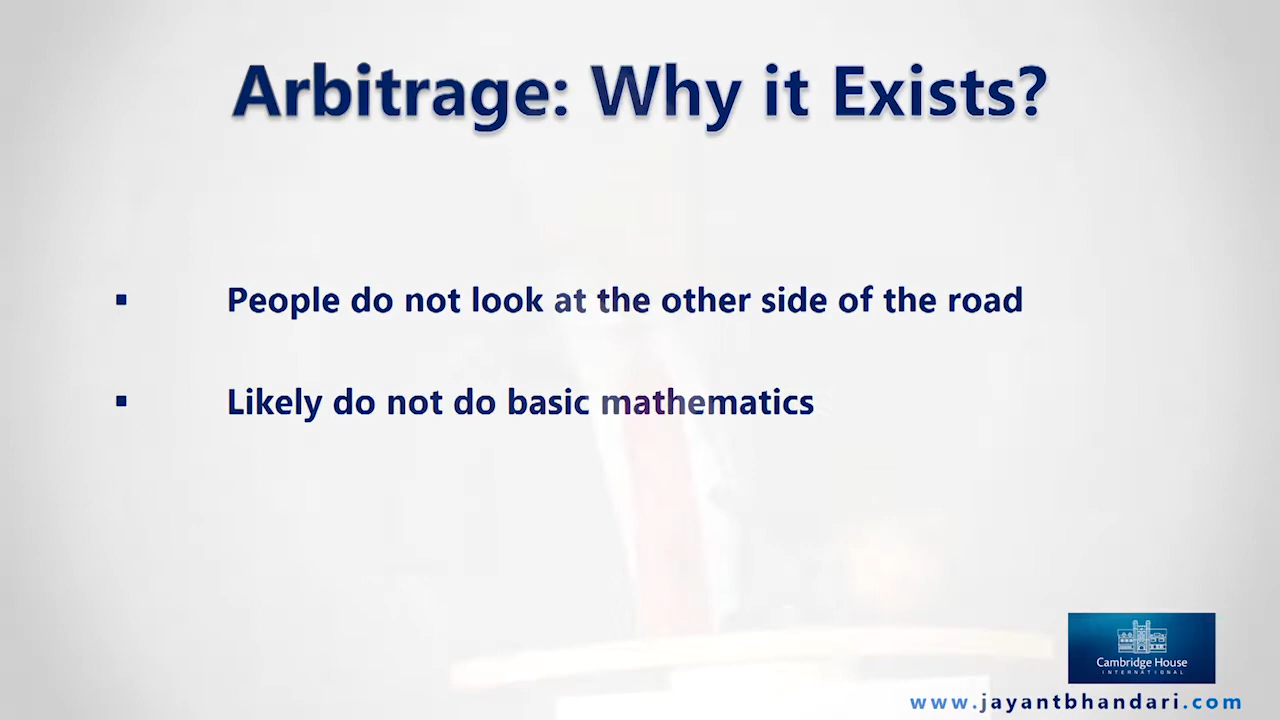 Arbitrage: Why it Exists?
▪ People do not look at the other side of the road
▪ Likely do not do basic mathematics
Cambridge House
INTERNATIONAL
www.jayantbhandari.com